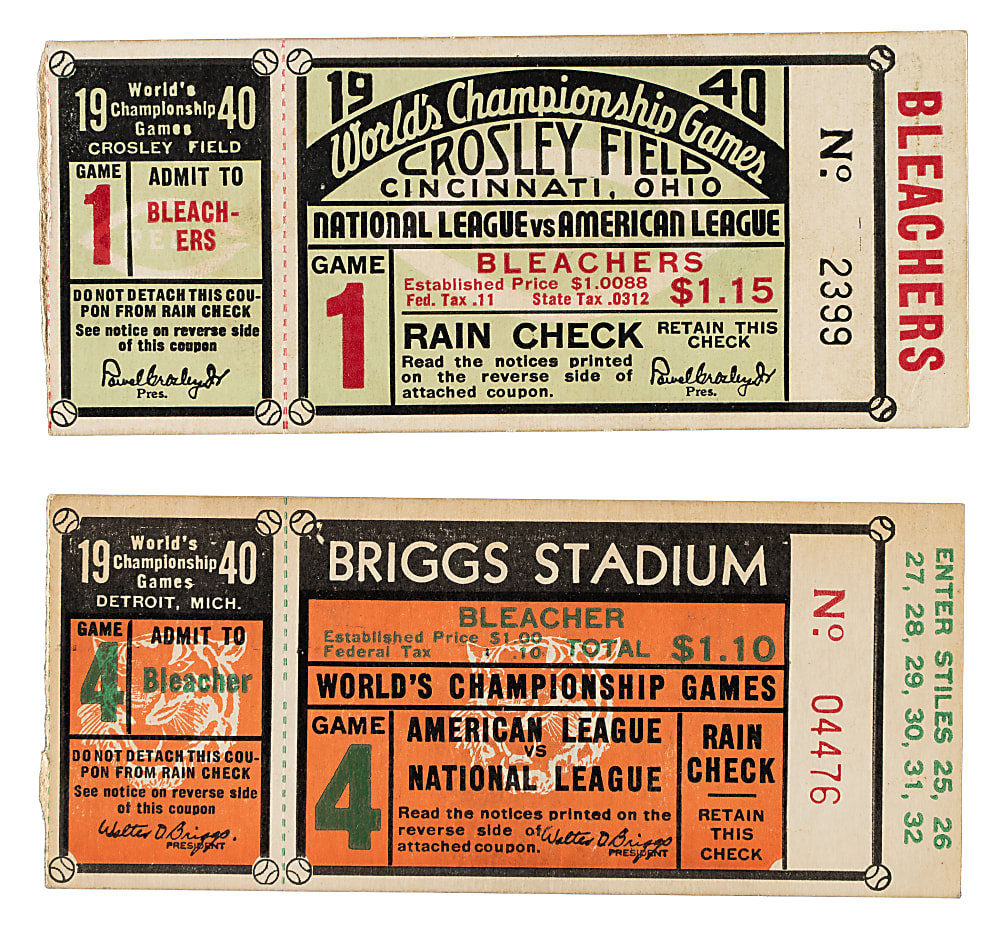 19 World's Championship Games 40
CROSLEY FIELD
GAME
1
ADMIT TO
BLEACH-
ERS
DO NOT DETACH THIS COU-
PON FROM RAIN CHECK
See notice on reverse side
of this coupon
Powel Crosley Jr
Pres.
19 40
World's Championship Games
CROSLEY FIELD
CINCINNATI, OHIO
NATIONAL LEAGUE vs AMERICAN LEAGUE
GAME
1
BLEACHERS
Established Price $1.0088
Fed. Tax .11 State Tax .0312
$1.15
RAIN CHECK
RETAIN THIS
CHECK
Read the notices printed
on the reverse side of
attached coupon.
Powel Crosley Jr
Pres.
No. 2399
BLEACHERS
19 World's Championship Games 40
DETROIT, MICH.
GAME
4
ADMIT TO
Bleacher
DO NOT DETACH THIS COU-
PON FROM RAIN CHECK
See notice on reverse side
of this coupon
Walter O. Briggs.
PRESIDENT
BRIGGS STADIUM
BLEACHER
Established Price $1.00
Federal Tax .10
TOTAL $1.10
WORLD'S CHAMPIONSHIP GAMES
GAME
4
AMERICAN LEAGUE
VS
NATIONAL LEAGUE
Read the notices printed on the
reverse side of
attached coupon.
Walter O. Briggs
PRESIDENT
RAIN
CHECK
RETAIN
THIS
CHECK
No. 04476
ENTER STILES 25, 26
27, 28, 29, 30, 31, 32